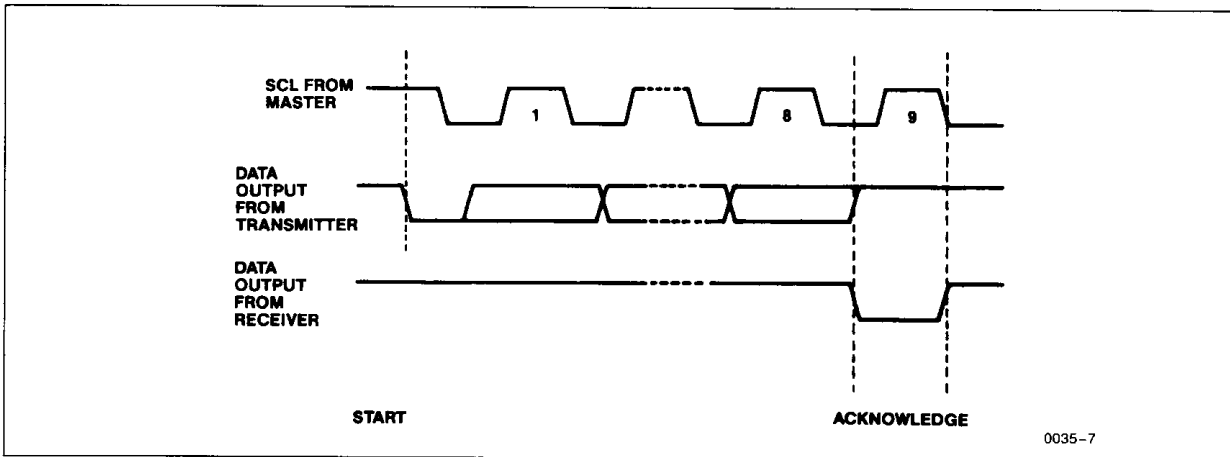 SCL FROM
MASTER
1
8
9
DATA
OUTPUT
FROM
TRANSMITTER
DATA
OUTPUT
FROM
RECEIVER
START
ACKNOWLEDGE
0035-7